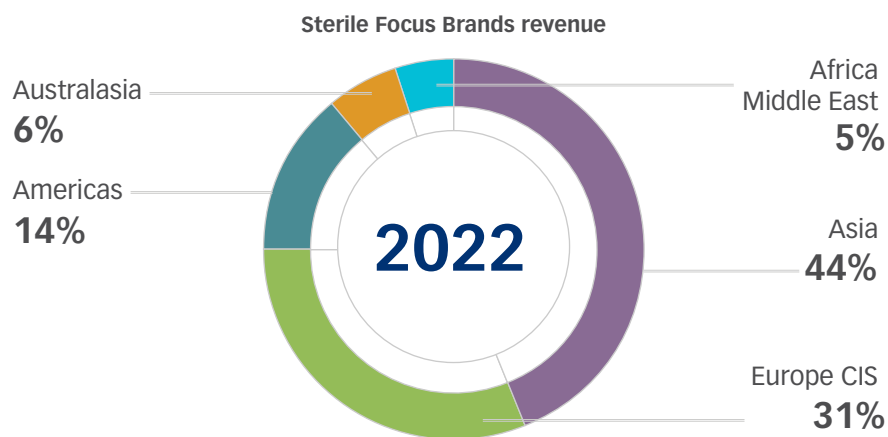 Sterile Focus Brands revenue
Australasia
6%
Americas
14%
2022
Africa
Middle East
5%
Asia
44%
Europe CIS
31%